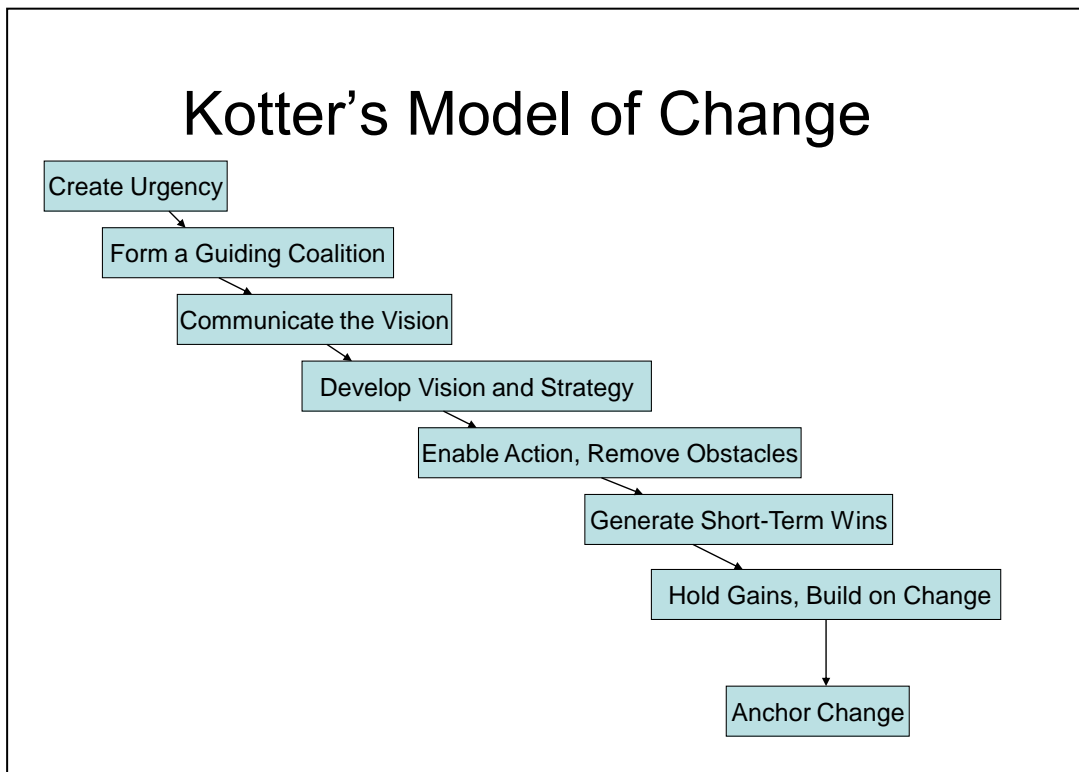 Kotter’s Model of Change
Create Urgency
Form a Guiding Coalition
Communicate the Vision
Develop Vision and Strategy
Enable Action, Remove Obstacles
Generate Short-Term Wins
Hold Gains, Build on Change
Anchor Change